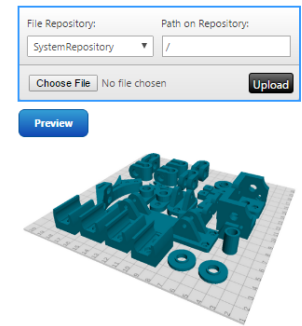 File Repository: Path on Repository:
SystemRepository /
Choose File No file chosen Upload
Preview